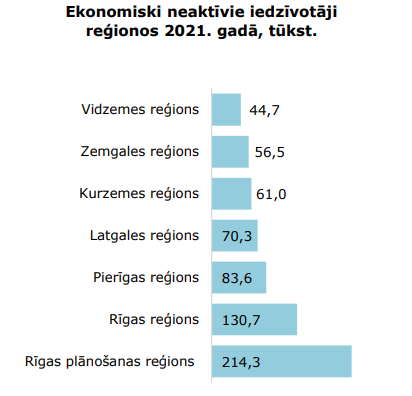 Ekonomiski neaktīvie iedzīvotāji
reģionos 2021. gadā, tūkst.
Vidzemes reģions 44,7
Zemgales reģions 56,5
Kurzemes reģions 61,0
Latgales reģions 70,3
Pierīgas reģions 83,6
Rīgas reģions 130,7
Rīgas plānošanas reģions 214,3